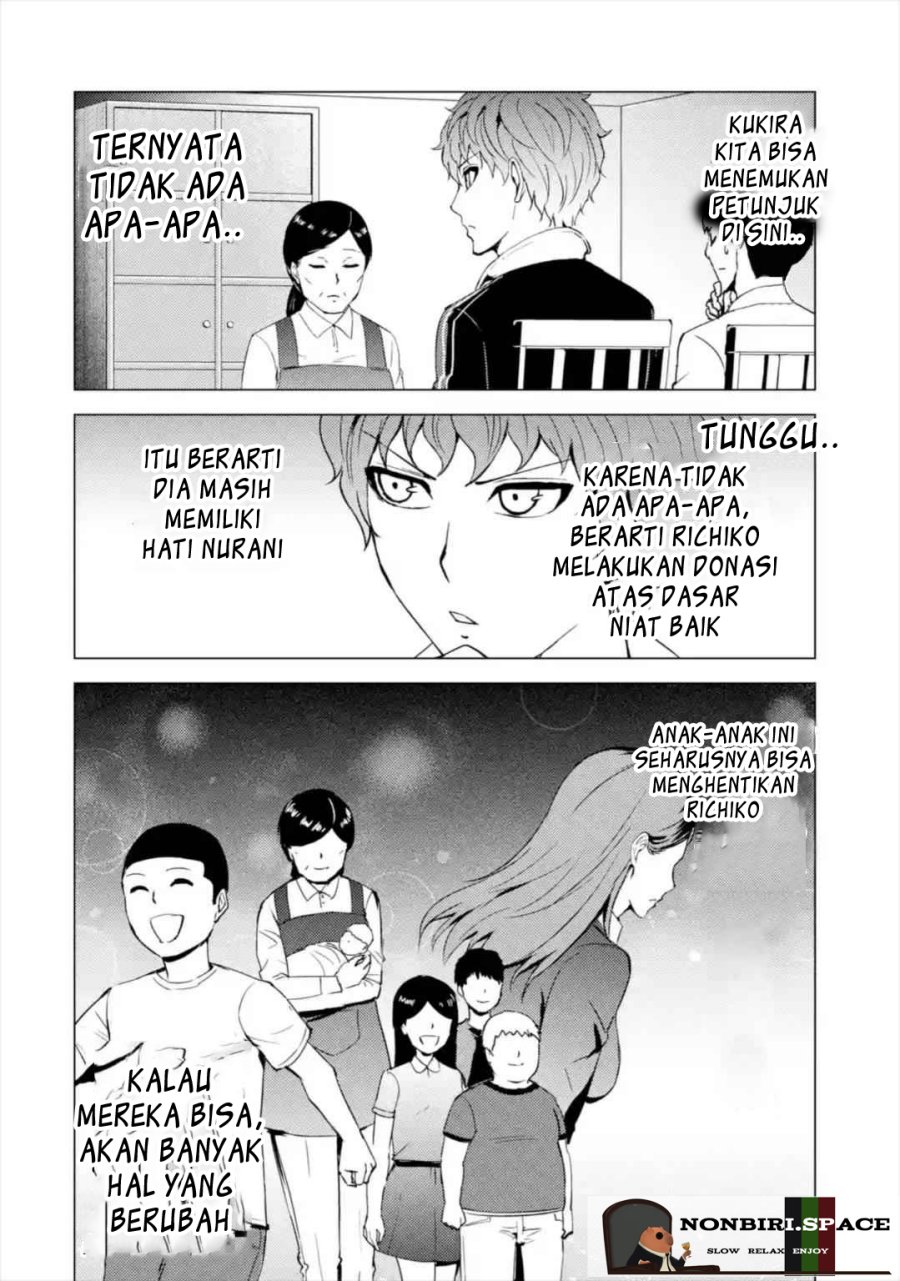 KUKIRA
KITA BISA
MENEMUKAN
PETUNJUK
DI SINI..
TERNYATA
TIDAK ADA
APA-APA..
TUNGGU..
KARENA TIDAK
ADA APA-APA,
BERARTI RICHIKO
MELAKUKAN DONASI
ATAS DASAR
NIAT BAIK
ITU BERARTI
DIA MASIH
MEMILIKI
HATI NURANI
ANAK-ANAK INI
SEHARUSNYA BISA
MENGHENTIKAN
RICHIKO
KALAU
MEREKA BISA,
AKAN BANYAK
HAL YANG
BERUBAH
NONBIRI.SPACE
SLOW RELAX ENJOY